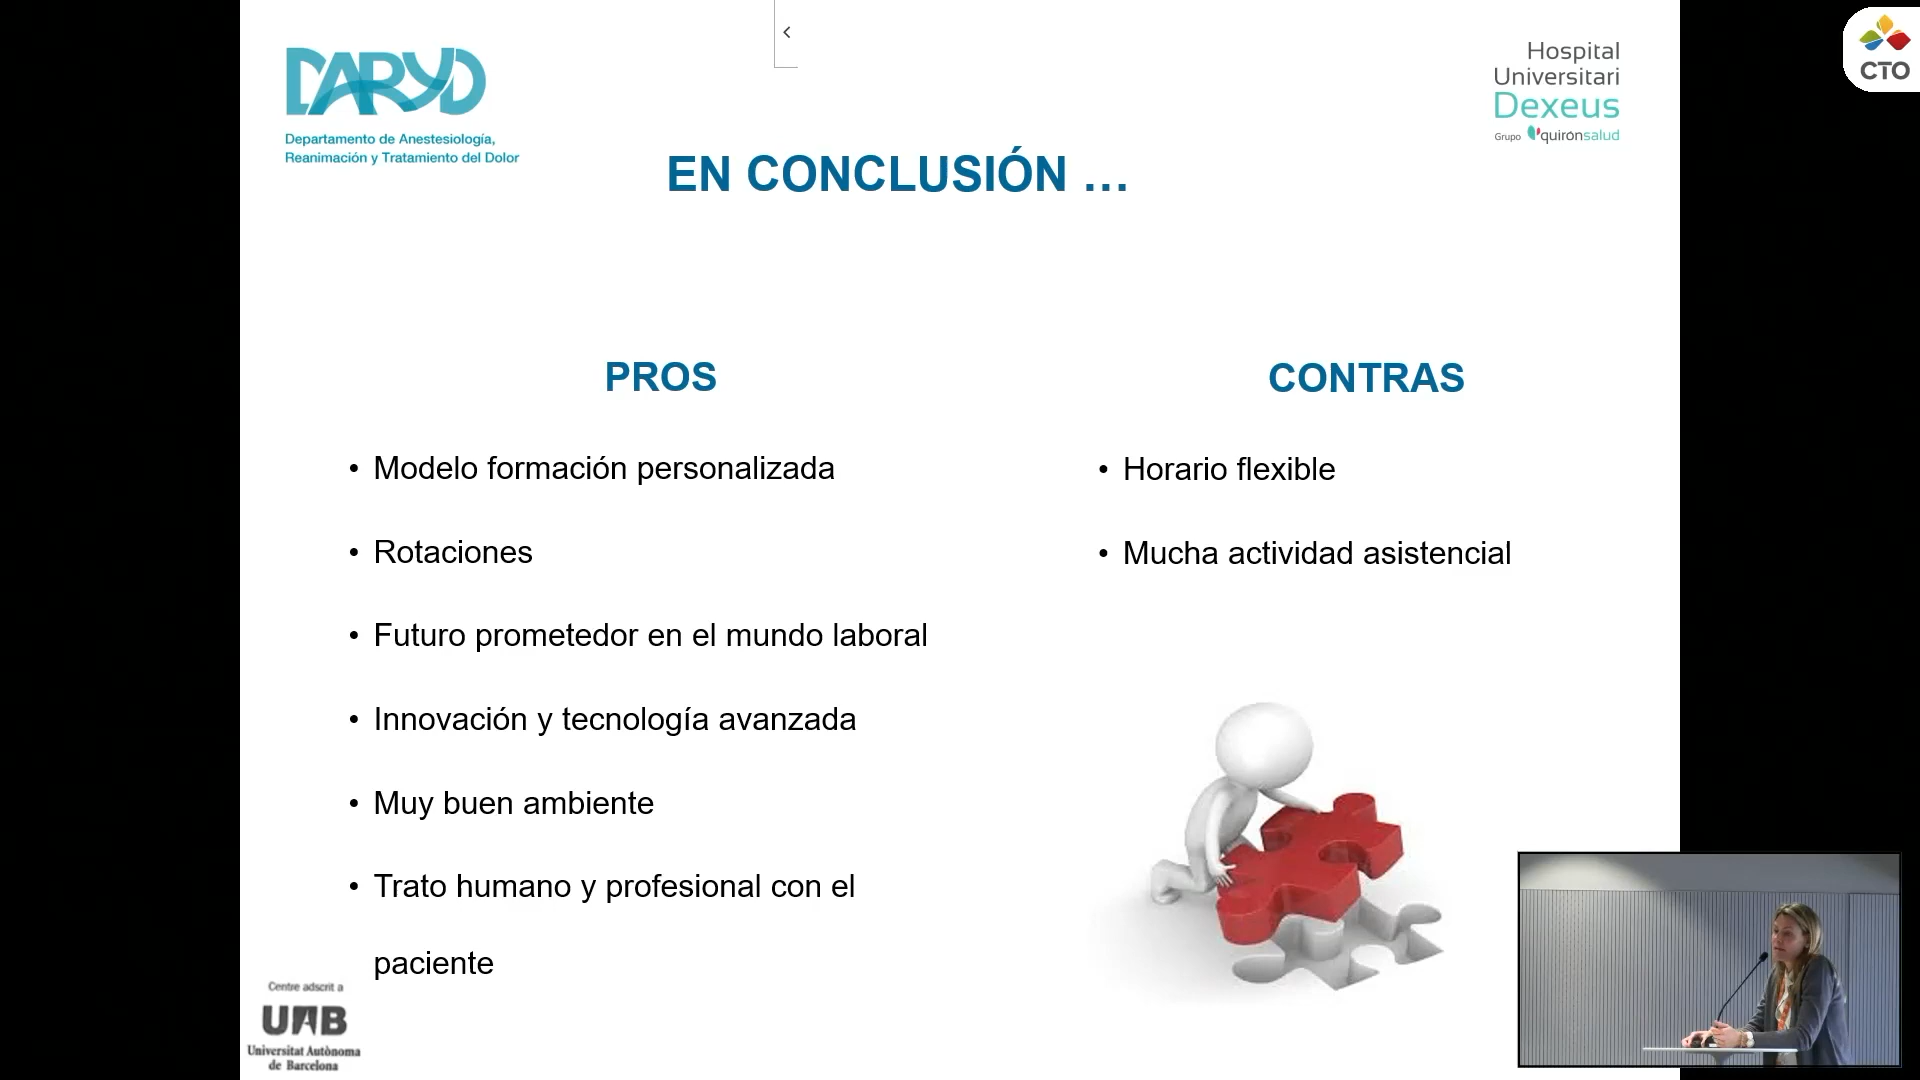 DARYD
Departamento de Anestesiología,
Reanimación y Tratamiento del Dolor
Hospital
Universitari
Dexeus
Grupo quirónsalud
CTO
EN CONCLUSIÓN ...
PROS
• Modelo formación personalizada
• Rotaciones
• Futuro prometedor en el mundo laboral
• Innovación y tecnología avanzada
• Muy buen ambiente
• Trato humano y profesional con el
paciente
CONTRAS
• Horario flexible
• Mucha actividad asistencial
Centre adscrit a
UAB
Universitat Autònoma
de Barcelona